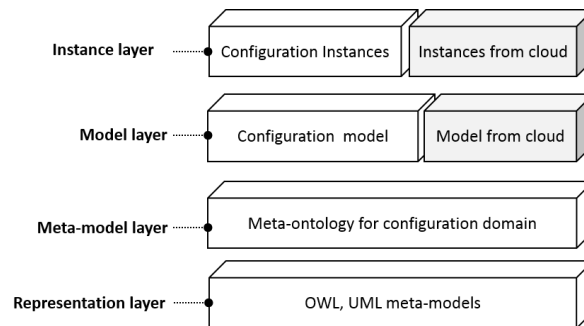 Instance layer
Configuration Instances
Instances from cloud
Model layer
Configuration model
Model from cloud
Meta-model layer
Meta-ontology for configuration domain
Representation layer
OWL, UML meta-models